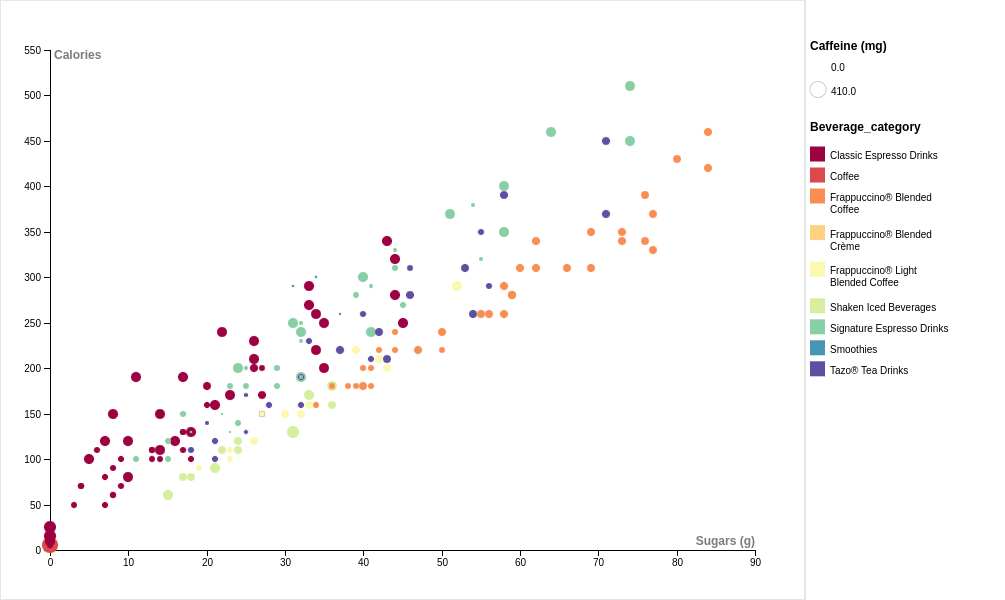 Calories
550
500
450
400
350
300
250
200
150
100
50
0
0
10
20
30
40
50
60
70
80
90
Sugars (g)
Caffeine (mg)
0.0
410.0
Beverage_category
Classic Espresso Drinks
Coffee
Frappuccino® Blended
Coffee
Frappuccino® Blended
Crème
Frappuccino® Light
Blended Coffee
Shaken Iced Beverages
Signature Espresso Drinks
Smoothies
Tazo® Tea Drinks